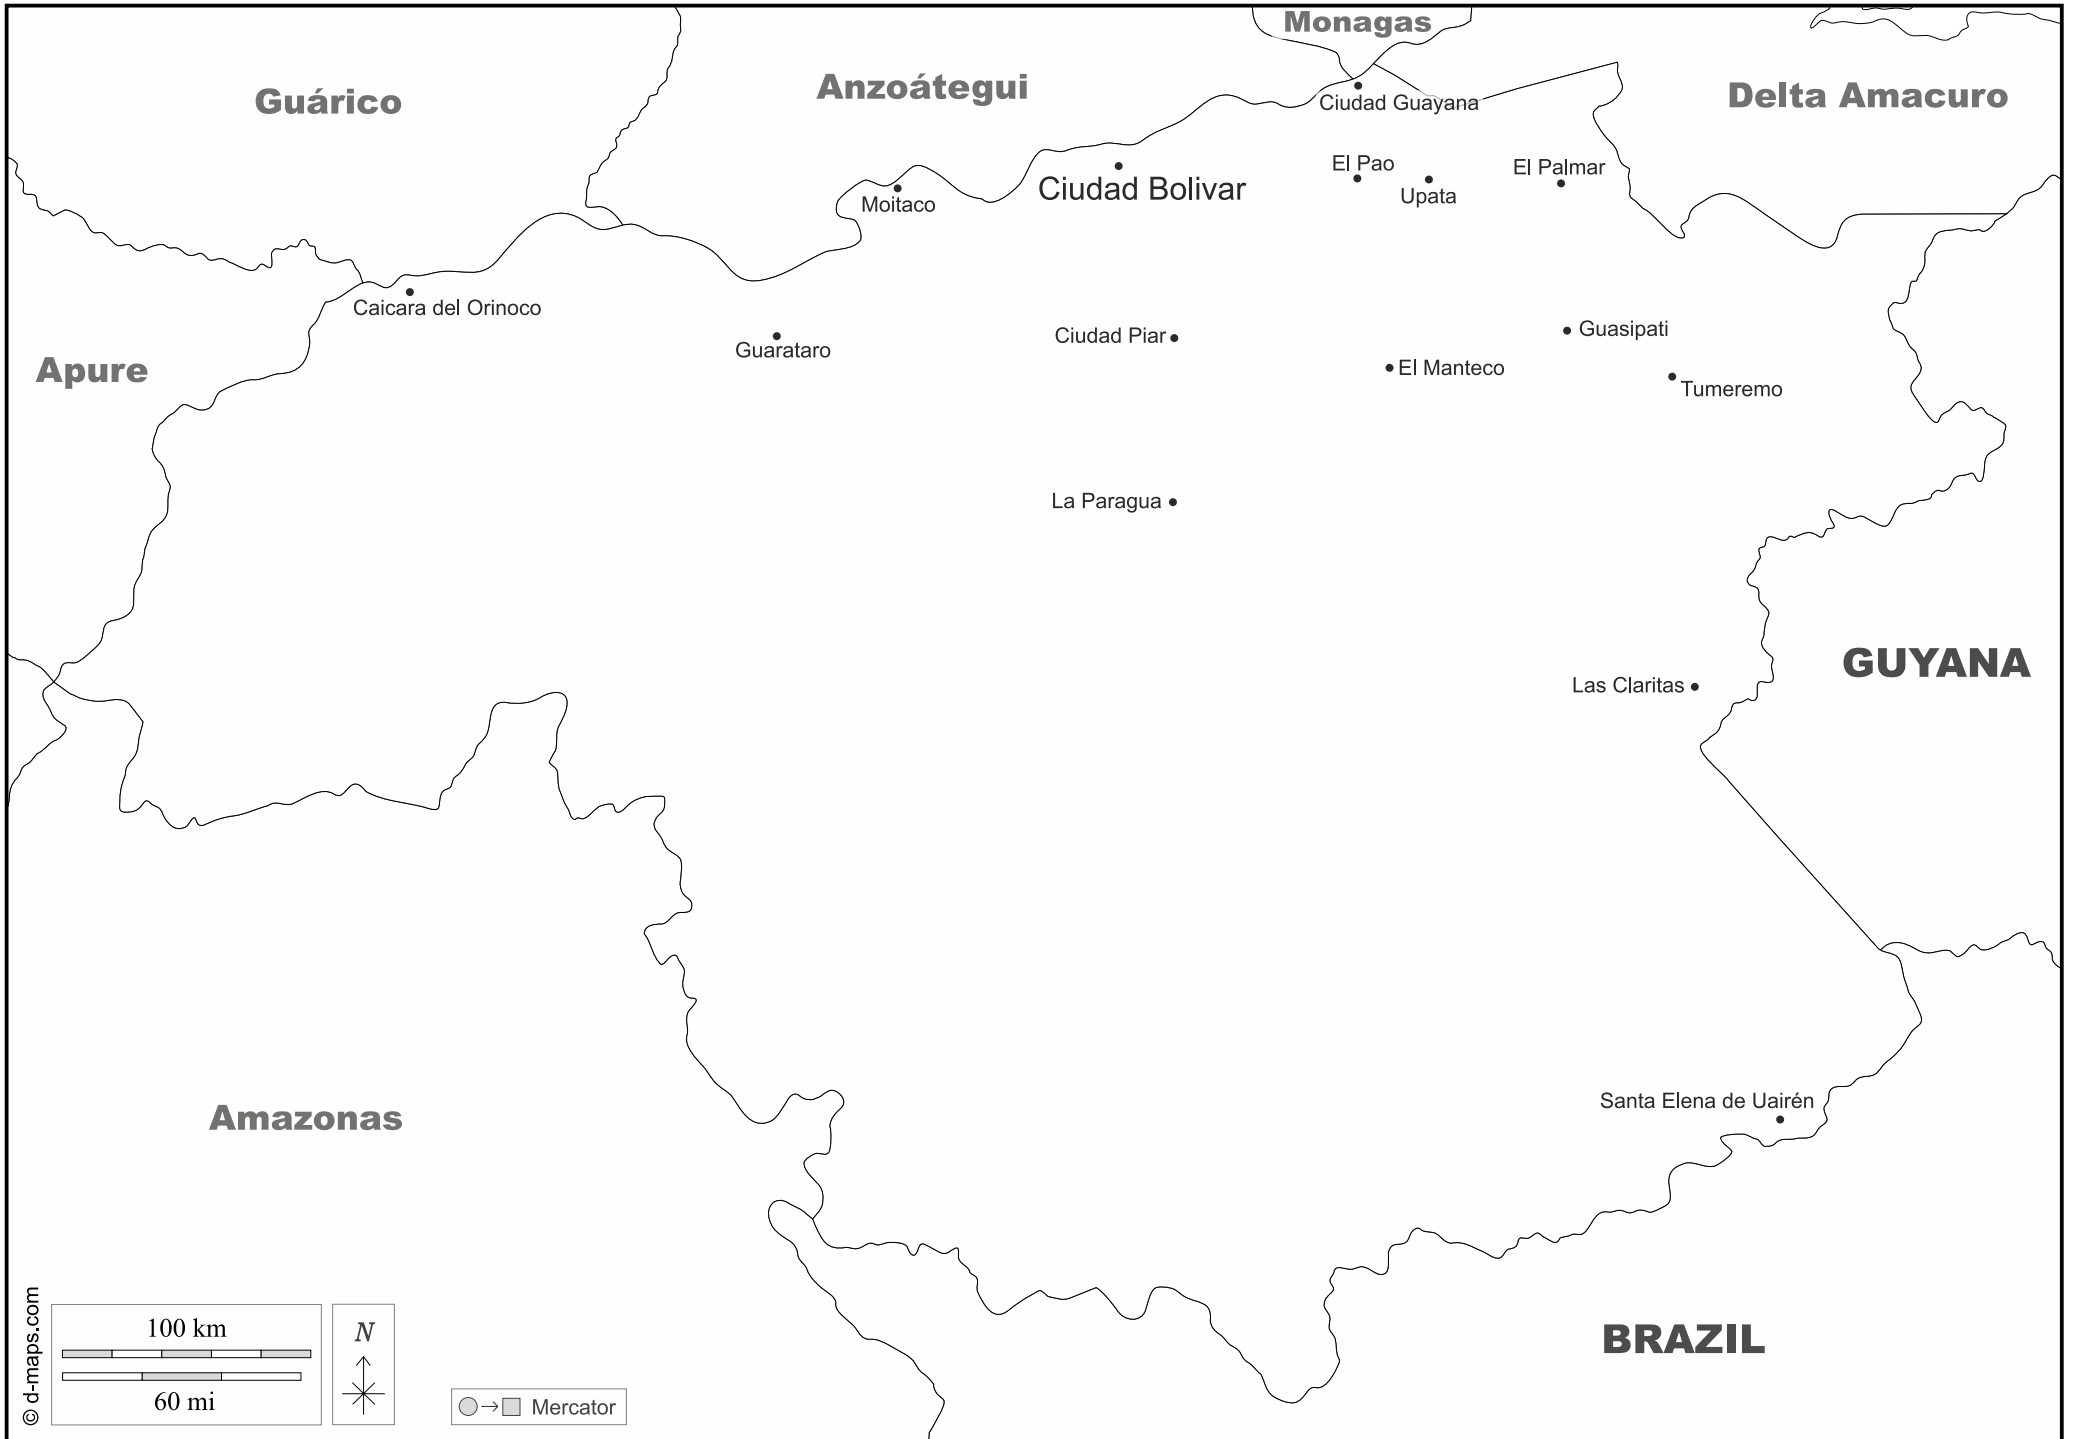 Monagas
Guárico
Anzoátegui
Delta Amacuro
Ciudad Guayana
El Pao
El Palmar
Moitaco
Ciudad Bolivar
Upata
Caicara del Orinoco
Guarataro
Ciudad Piar
Guasipati
Apure
El Manteco
Tumeremo
La Paragua
GUYANA
Las Claritas
Santa Elena de Uairén
Amazonas
BRAZIL
© d-maps.com
100 km
60 mi
N
Mercator